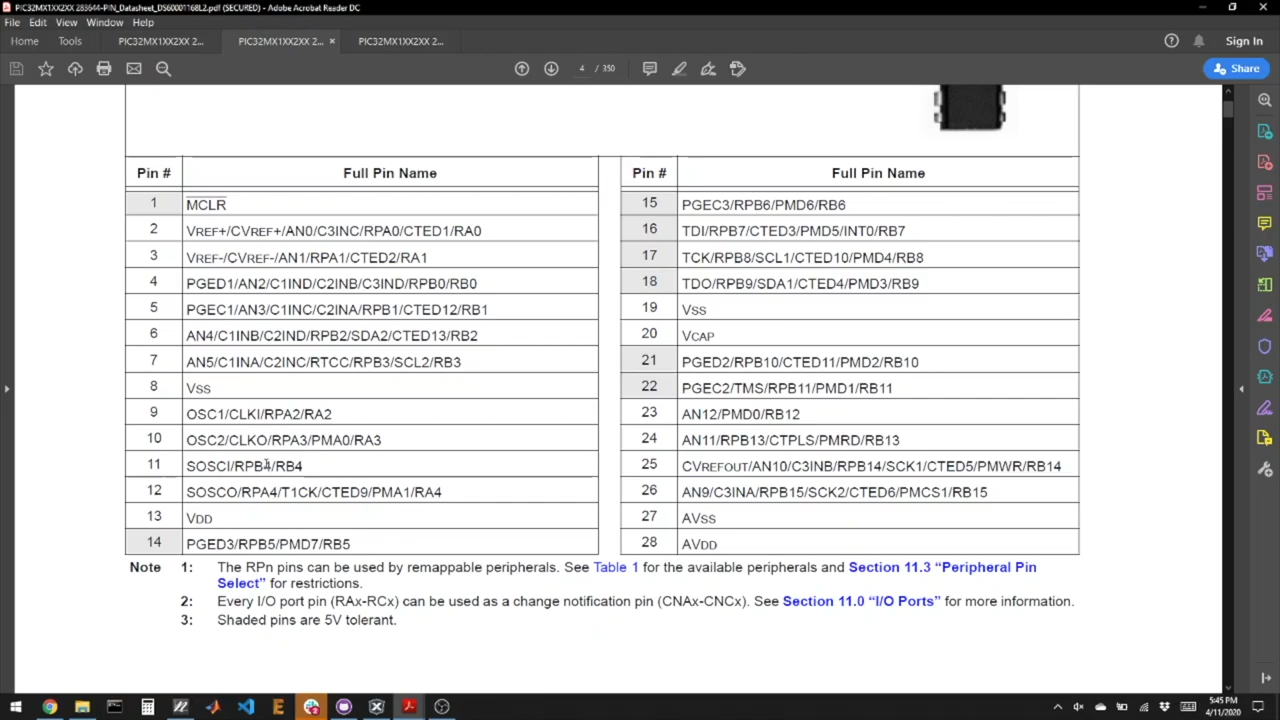 PIC32MX1XX2XX 283644-PIN_Datasheet_DS60001168L2.pdf (SECURED) - Adobe Acrobat Reader DC
File Edit View Window Help
Home Tools PIC32MX1XX2XX 2... PIC32MX1XX2XX 2... × PIC32MX1XX2XX 2... Sign In
4 / 350 Share
Pin # Full Pin Name Pin # Full Pin Name
1 MCLR 15 PGEC3/RPB6/PMD6/RB6
2 VREF+/CVREF+/AN0/C3INC/RPA0/CTED1/RA0 16 TDI/RPB7/CTED3/PMD5/INT0/RB7
3 VREF-/CVREF-/AN1/RPA1/CTED2/RA1 17 TCK/RPB8/SCL1/CTED10/PMD4/RB8
4 PGED1/AN2/C1IND/C2INB/C3IND/RPB0/RB0 18 TDO/RPB9/SDA1/CTED4/PMD3/RB9
5 PGEC1/AN3/C1INC/C2INA/RPB1/CTED12/RB1 19 VSS
6 AN4/C1INB/C2IND/RPB2/SDA2/CTED13/RB2 20 VCAP
7 AN5/C1INA/C2INC/RTCC/RPB3/SCL2/RB3 21 PGED2/RPB10/CTED11/PMD2/RB10
8 VSS 22 PGEC2/TMS/RPB11/PMD1/RB11
9 OSC1/CLKI/RPA2/RA2 23 AN12/PMD0/RB12
10 OSC2/CLKO/RPA3/PMA0/RA3 24 AN11/RPB13/CTPLS/PMRD/RB13
11 SOSCI/RPB4/RB4 25 CVREFOUT/AN10/C3INB/RPB14/SCK1/CTED5/PMWR/RB14
12 SOSCO/RPA4/T1CK/CTED9/PMA1/RA4 26 AN9/C3INA/RPB15/SCK2/CTED6/PMCS1/RB15
13 VDD 27 AVSS
14 PGED3/RPB5/PMD7/RB5 28 AVDD
Note 1: The RPn pins can be used by remappable peripherals. See Table 1 for the available peripherals and Section 11.3 “Peripheral Pin
Select” for restrictions.
2: Every I/O port pin (RAx-RCx) can be used as a change notification pin (CNAx-CNCx). See Section 11.0 “I/O Ports” for more information.
3: Shaded pins are 5V tolerant.
5:45 PM
4/11/2020